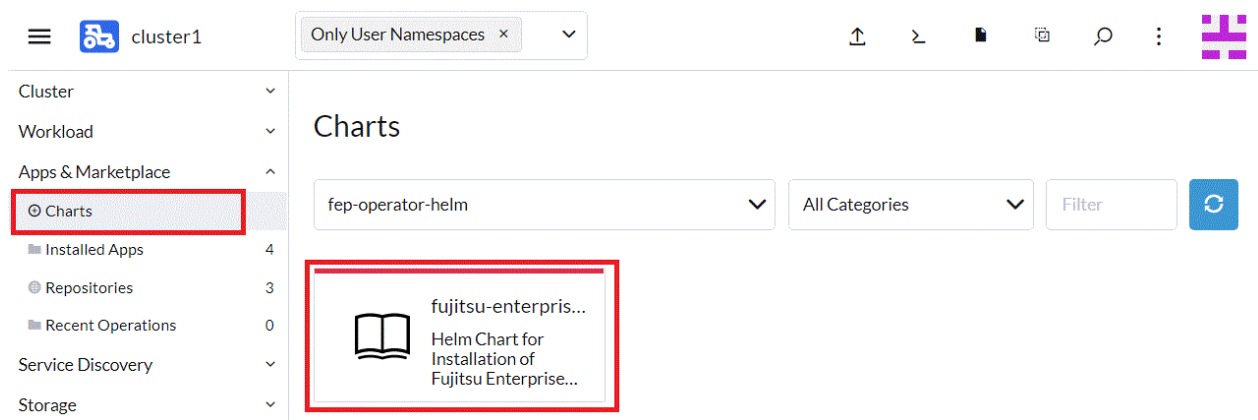 cluster1
Only User Namespaces ×
Cluster
Workload
Apps & Marketplace
Charts
Installed Apps 4
Repositories 3
Recent Operations 0
Service Discovery
Storage
Charts
fep-operator-helm
All Categories
Filter
fujitsu-enterpris...
Helm Chart for
Installation of
Fujitsu Enterprise...